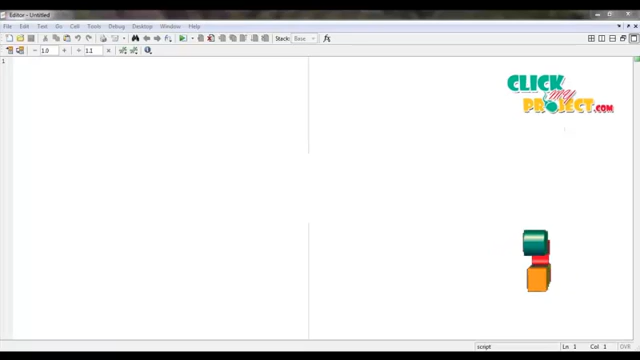 Editor - Untitled
File Edit Text Go Cell Tools Debug Desktop Window Help
Stack: Base fx
1.0 1.1
1
CLICK
my
PROJECT.COM
script Ln 1 Col 1 OVR